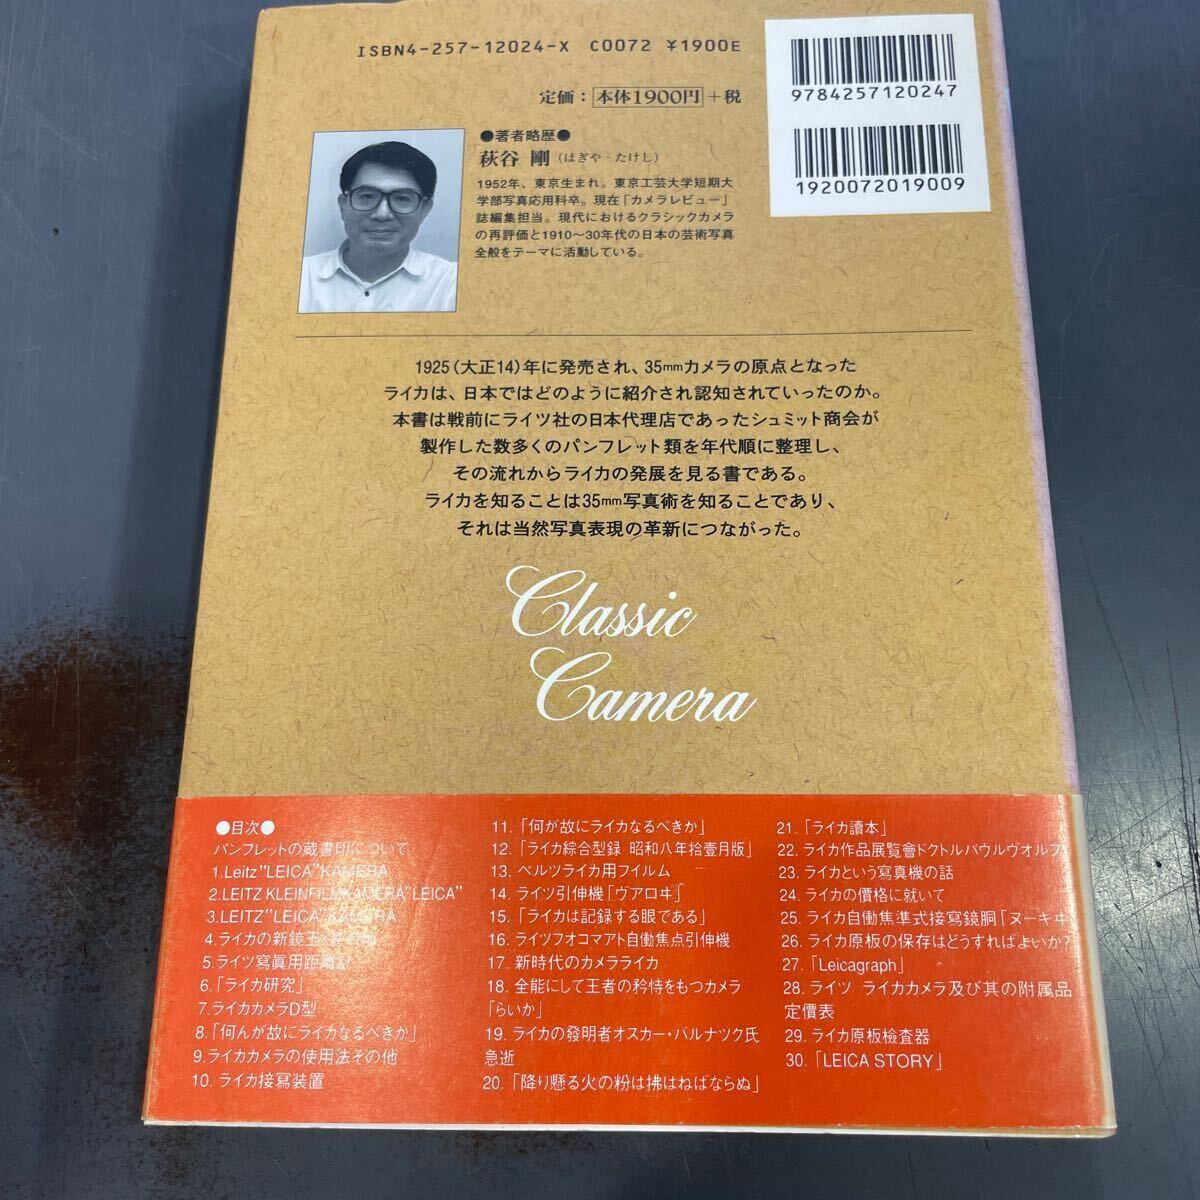 ISBN4-257-12024-X C0072 ¥1900E
定価：本体1900円＋税
9784257120247
1920072019009
●著者略歴●
萩谷 剛（はぎや・たけし）
1952年、東京生まれ。東京工芸大学短期大
学部写真応用科卒。現在「カメラレビュー」
誌編集担当。現代におけるクラシックカメラ
の再評価と1910〜30年代の日本の芸術写真
全般をテーマに活動している。
1925（大正14）年に発売され、35mmカメラの原点となった
ライカは、日本ではどのように紹介され認知されていったのか。
本書は戦前にライツ社の日本代理店であったシュミット商会が
製作した数多くのパンフレット類を年代順に整理し、
その流れからライカの発展を見る書である。
ライカを知ることは35mm写真術を知ることであり、
それは当然写真表現の革新につながった。
Classic
Camera
●目次●
パンフレットの蔵書印について
1.Leitz"LEICA"KAMERA
2.LEITZ KLEINFILMKAMERA"LEICA"
3.LEITZ"LEICA"KAMERA
4.ライカの新鏡玉
5.ライツ寫眞用距離計
6.「ライカ研究」
7.ライカカメラD型
8.「何んが故にライカなるべきか」
9.ライカカメラの使用法その他
10. ライカ接寫装置
11.「何が故にライカなるべきか」
12.「ライカ綜合型録 昭和八年拾壹月版」
13. ペルツライカ用フイルム
14. ライツ引伸機「ヴアロヰ」
15.「ライカは記録する眼である」
16. ライツフオコマアト自働焦点引伸機
17. 新時代のカメラライカ
18. 全能にして王者の矜恃をもつカメラ
「らいか」
19. ライカの發明者オスカー・バルナツク氏
急逝
20.「降り懸る火の粉は拂はねばならぬ」
21.「ライカ讀本」
22. ライカ作品展覧會ドクトルパウルヴオルフ
23. ライカという寫真機の話
24. ライカの價格に就いて
25. ライカ自働焦準式接寫鏡胴「ヌーキヰ
26. ライカ原板の保存はどうすればよいか?
27.「Leicagraph」
28. ライツ ライカカメラ及び其の附属品
定價表
29. ライカ原板検査器
30.「LEICA STORY」